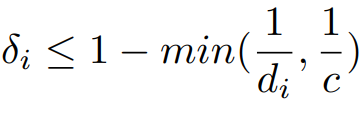 δ_i ≤ 1 − min(1/d_i, 1/c)